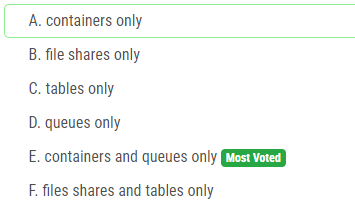 A. containers only
B. file shares only
C. tables only
D. queues only
E. containers and queues only Most Voted
F. files shares and tables only